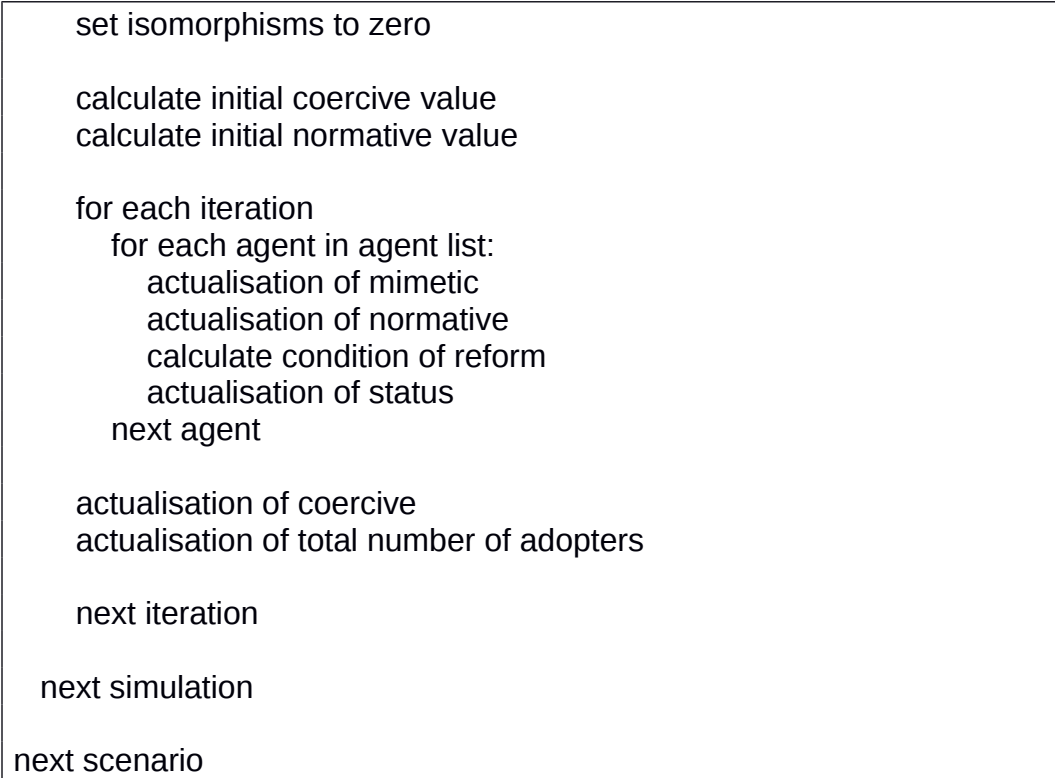 set isomorphisms to zero
calculate initial coercive value
calculate initial normative value
for each iteration
for each agent in agent list:
actualisation of mimetic
actualisation of normative
calculate condition of reform
actualisation of status
next agent
actualisation of coercive
actualisation of total number of adopters
next iteration
next simulation
next scenario